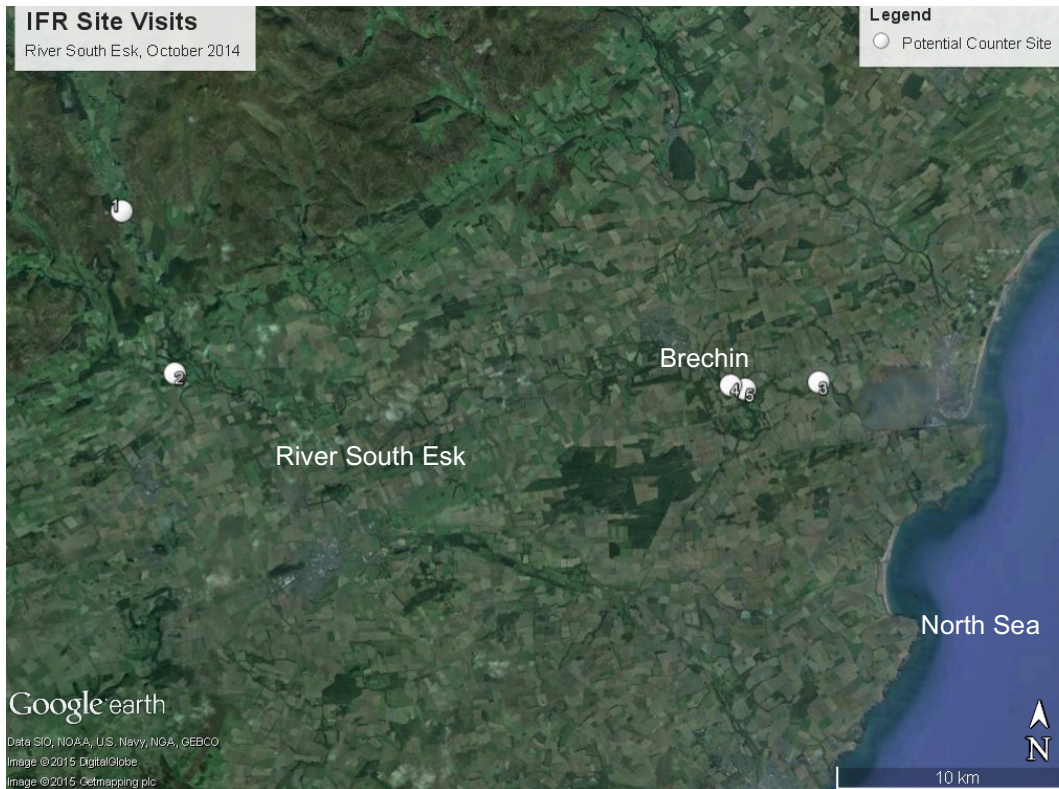 IFR Site Visits
River South Esk, October 2014
Legend
Potential Counter Site
1
2
Brechin
4
5
3
River South Esk
North Sea
Google earth
Data SIO, NOAA, U.S. Navy, NGA, GEBCO
Image ©2015 DigitalGlobe
Image ©2015 Getmapping plc
N
10 km